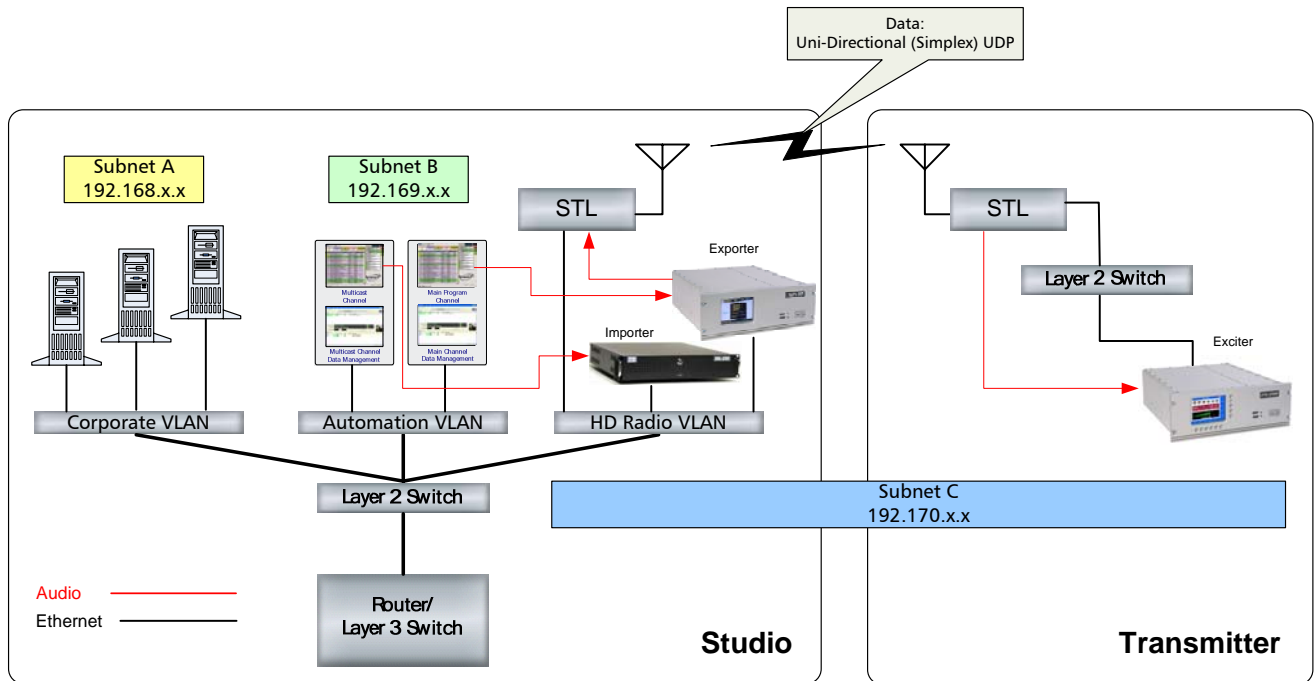 Data:
Uni-Directional (Simplex) UDP
Subnet A
192.168.x.x
Subnet B
192.169.x.x
STL
Exporter
Multicast
Channel
Main Program
Channel
Multicast Channel
Data Management
Main Channel
Data Management
Importer
Corporate VLAN
Automation VLAN
HD Radio VLAN
Layer 2 Switch
Router/
Layer 3 Switch
Audio
Ethernet
Studio
STL
Layer 2 Switch
Exciter
Subnet C
192.170.x.x
Transmitter